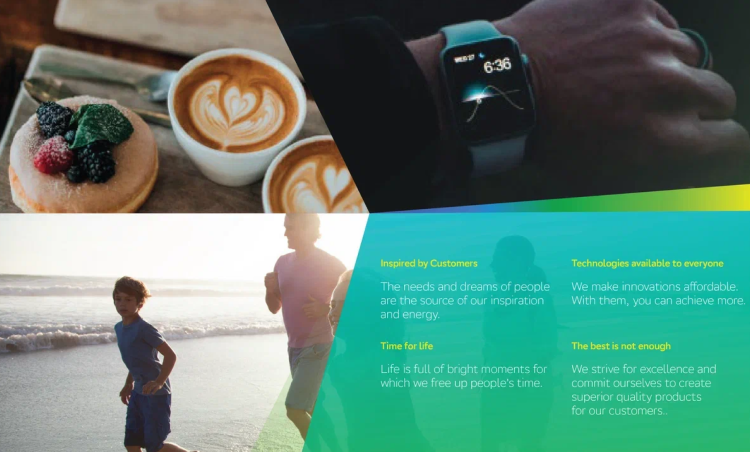 WED 27
6:36
Inspired by Customers
The needs and dreams of people
are the source of our inspiration
and energy.
Technologies available to everyone
We make innovations affordable.
With them, you can achieve more.
Time for life
Life is full of bright moments for
which we free up people's time.
The best is not enough
We strive for excellence and
commit ourselves to create
superior quality products
for our customers..